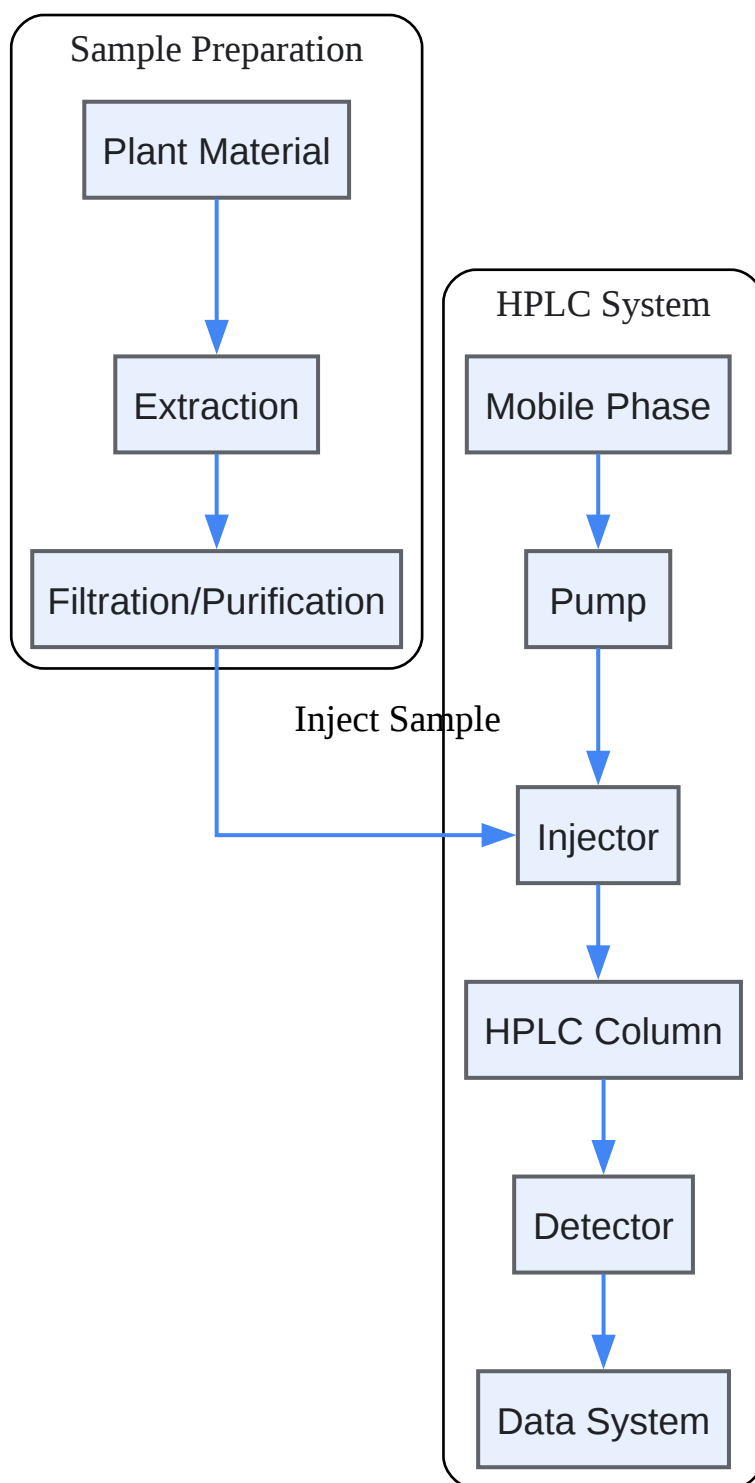 Sample Preparation
Plant Material
Extraction
Filtration/Purification
Inject Sample
HPLC System
Mobile Phase
Pump
Injector
HPLC Column
Detector
Data System